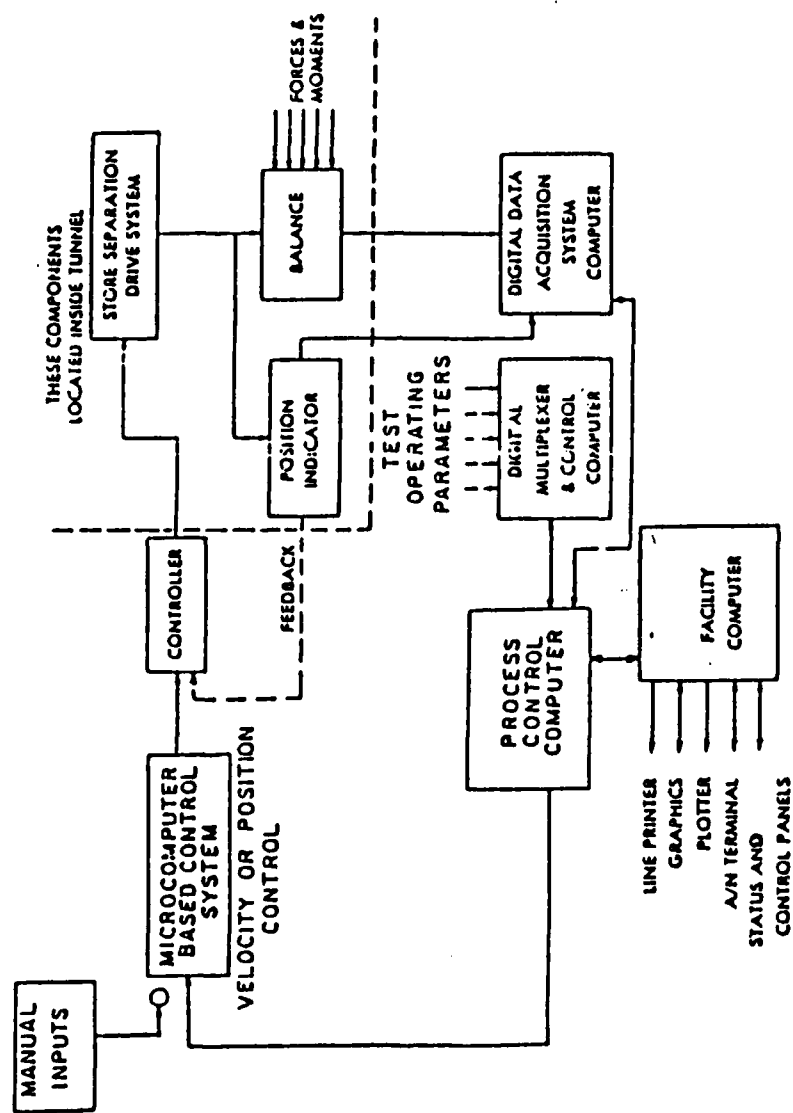 MANUAL
INPUTS
MICROCOMPUTER
BASED CONTROL
SYSTEM
VELOCITY OR POSITION
CONTROL
CONTROLLER
FEEDBACK
THESE COMPONENTS
LOCATED INSIDE TUNNEL
STORE SEPARATION
DRIVE SYSTEM
POSITION
INDICATOR
BALANCE
FORCES &
MOMENTS
TEST
OPERATING
PARAMETERS
DIGITAL
MULTIPLEXER
& CONTROL
COMPUTER
DIGITAL DATA
ACQUISITION
SYSTEM
COMPUTER
PROCESS
CONTROL
COMPUTER
FACILITY
COMPUTER
LINE PRINTER
GRAPHICS
PLOTTER
A/N TERMINAL
STATUS AND
CONTROL PANELS